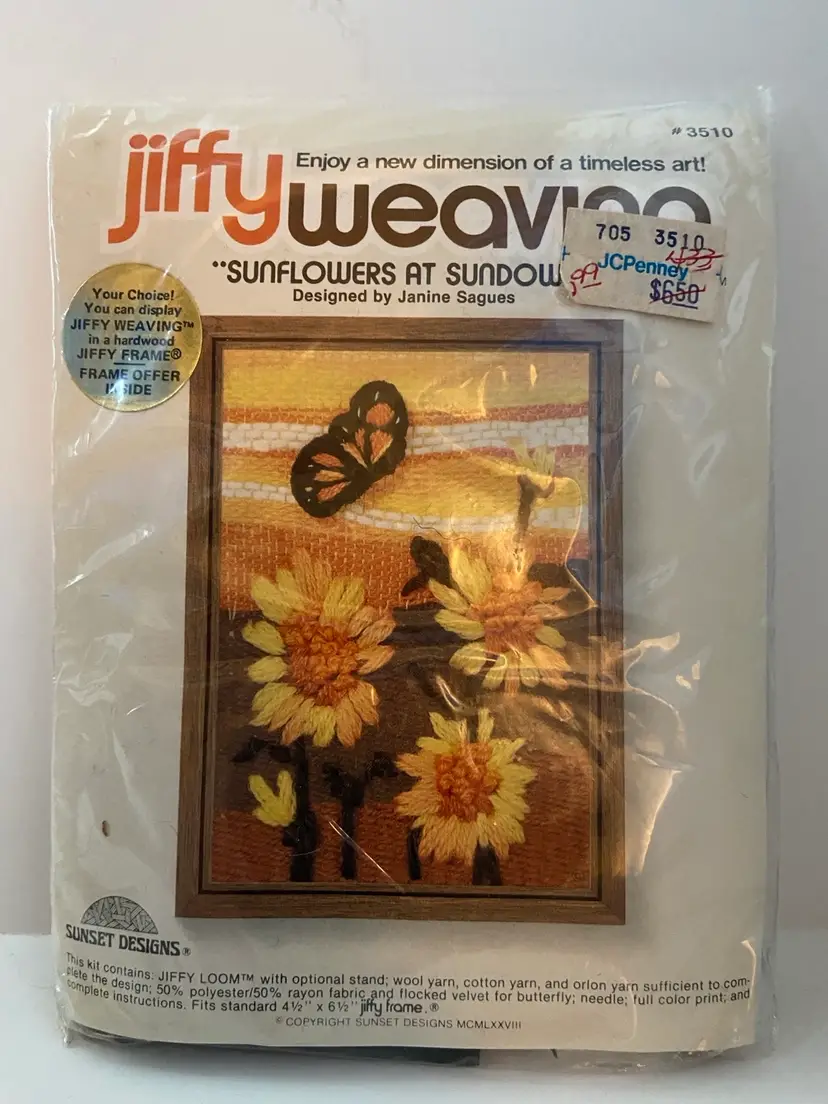 # 3510
Enjoy a new dimension of a timeless art!
jiffy weaving
"SUNFLOWERS AT SUNDOW
Designed by Janine Sagues
705 3510
4.33
JCPenney
.99
$650
Your Choice!
You can display
JIFFY WEAVING™
in a hardwood
JIFFY FRAME®
FRAME OFFER
INSIDE
SUNSET DESIGNS®
This kit contains: JIFFY LOOM™ with optional stand; wool yarn, cotton yarn, and orlon yarn sufficient to com-
plete the design; 50% polyester/50% rayon fabric and flocked velvet for butterfly; needle; full color print; and
complete instructions. Fits standard 4½" x 6½" jiffy frame.®
© COPYRIGHT SUNSET DESIGNS MCMLXXVIII